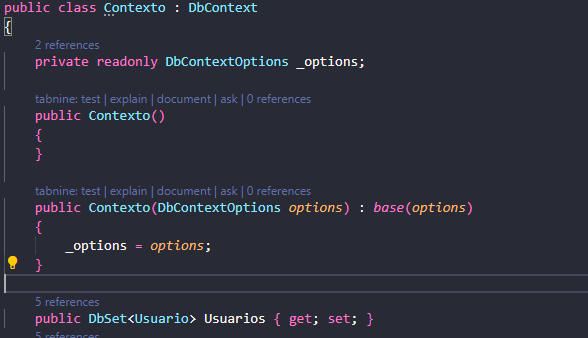 public class Contexto : DbContext
{
2 references
private readonly DbContextOptions _options;
tabnine: test | explain | document | ask | 0 references
public Contexto()
{
}
tabnine: test | explain | document | ask | 0 references
public Contexto(DbContextOptions options) : base(options)
{
_options = options;
}
5 references
public DbSet<Usuario> Usuarios { get; set; }
5 references